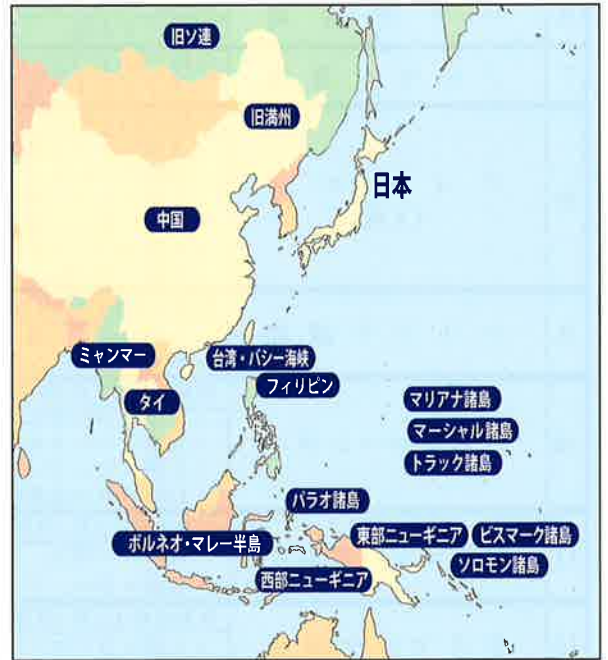 旧ソ連
旧満州
日本
中国
ミャンマー
台湾・バシー海峡
フィリピン
タイ
マリアナ諸島
マーシャル諸島
トラック諸島
パラオ諸島
東部ニューギニア
ビスマーク諸島
ボルネオ・マレー半島
ソロモン諸島
西部ニューギニア